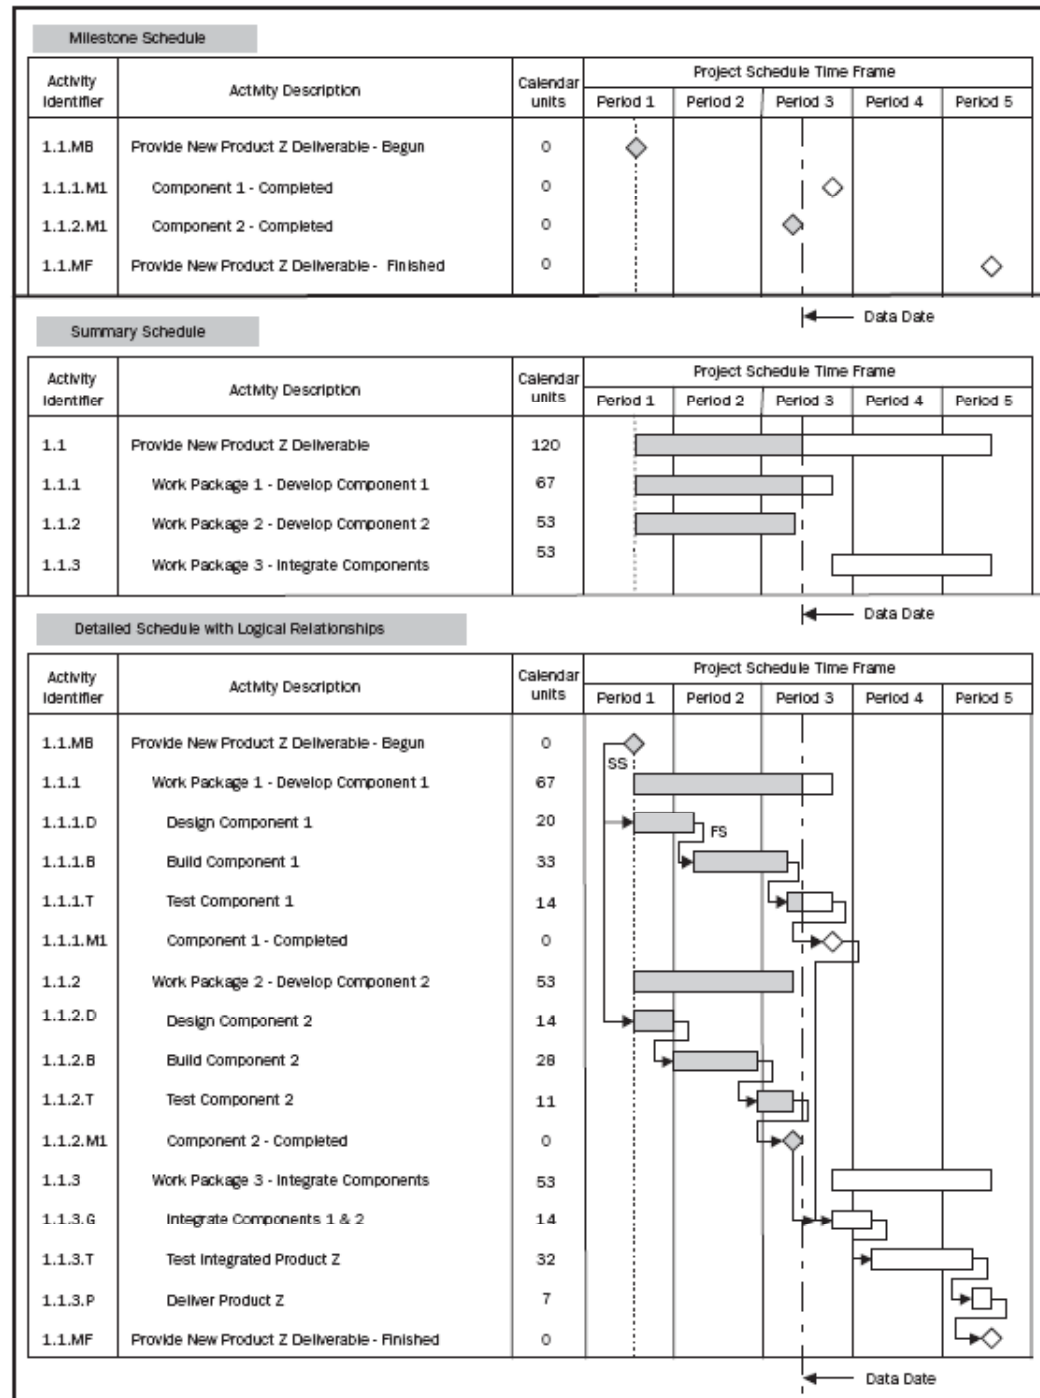 Milestone Schedule
Activity Identifier Activity Description Calendar units Project Schedule Time Frame
Period 1 Period 2 Period 3 Period 4 Period 5
1.1.MB Provide New Product Z Deliverable - Begun 0
1.1.1.M1 Component 1 - Completed 0
1.1.2.M1 Component 2 - Completed 0
1.1.MF Provide New Product Z Deliverable - Finished 0
Data Date
Summary Schedule
Activity Identifier Activity Description Calendar units Project Schedule Time Frame
Period 1 Period 2 Period 3 Period 4 Period 5
1.1 Provide New Product Z Deliverable 120
1.1.1 Work Package 1 - Develop Component 1 67
1.1.2 Work Package 2 - Develop Component 2 53
1.1.3 Work Package 3 - Integrate Components 53
Data Date
Detailed Schedule with Logical Relationships
Activity Identifier Activity Description Calendar units Project Schedule Time Frame
Period 1 Period 2 Period 3 Period 4 Period 5
1.1.MB Provide New Product Z Deliverable - Begun 0
SS
1.1.1 Work Package 1 - Develop Component 1 67
1.1.1.D Design Component 1 20
FS
1.1.1.B Build Component 1 33
1.1.1.T Test Component 1 14
1.1.1.M1 Component 1 - Completed 0
1.1.2 Work Package 2 - Develop Component 2 53
1.1.2.D Design Component 2 14
1.1.2.B Build Component 2 28
1.1.2.T Test Component 2 11
1.1.2.M1 Component 2 - Completed 0
1.1.3 Work Package 3 - Integrate Components 53
1.1.3.G Integrate Components 1 & 2 14
1.1.3.T Test Integrated Product Z 32
1.1.3.P Deliver Product Z 7
1.1.MF Provide New Product Z Deliverable - Finished 0
Data Date